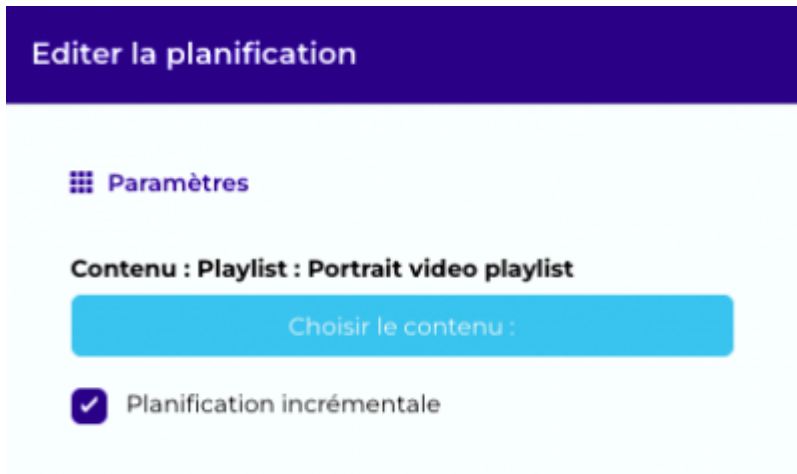 Editer la planification
Paramètres
Contenu : Playlist : Portrait video playlist
Choisir le contenu :
Planification incrémentale